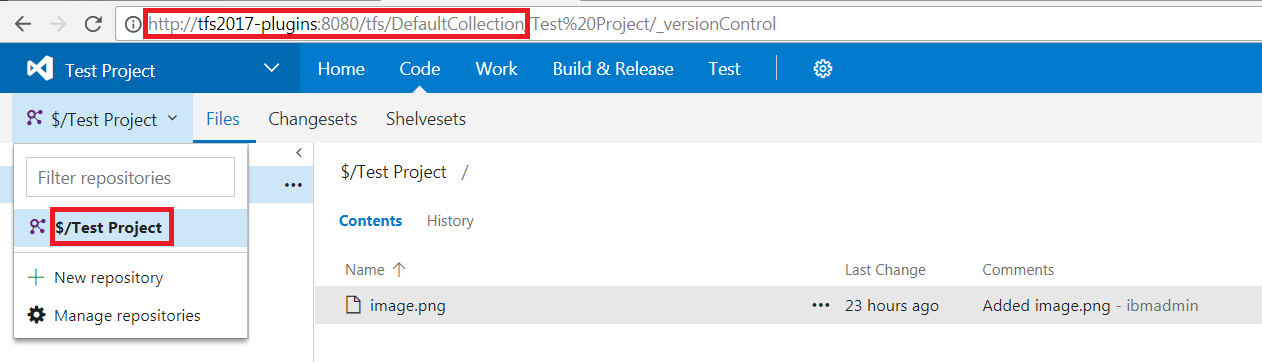 http://tfs2017-plugins:8080/tfs/DefaultCollection/Test%20Project/_versionControl
Test Project Home Code Work Build & Release Test
$/Test Project Files Changesets Shelvesets
Filter repositories
$/Test Project
New repository
Manage repositories
$/Test Project /
Contents History
Name Last Change Comments
image.png 23 hours ago Added image.png - ibmadmin